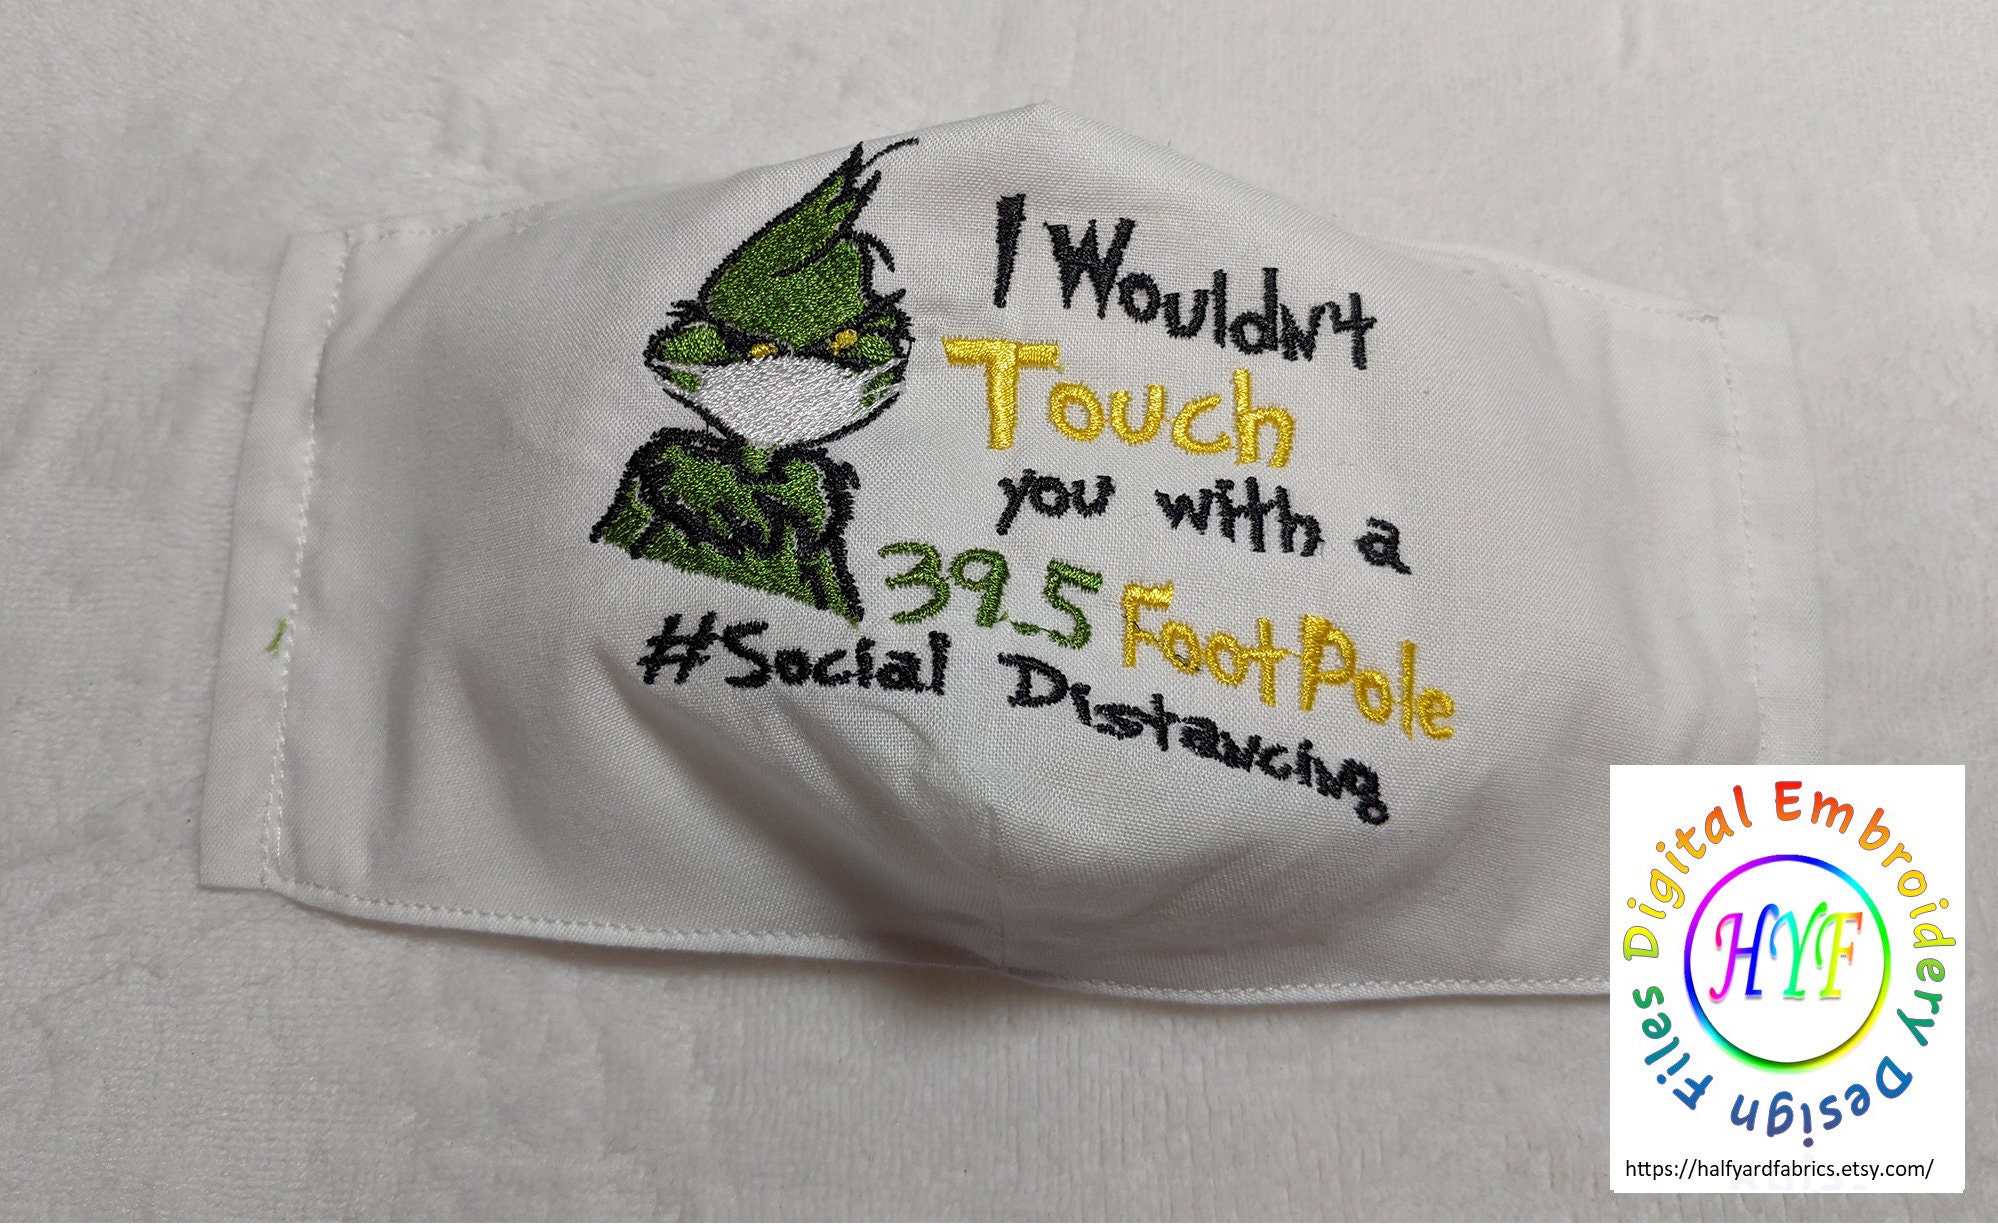 I Wouldn't
Touch
you with a
39.5 Foot Pole
#Social Distancing
Digital Embroidery Design Files
HYF
https://halfyardfabrics.etsy.com/